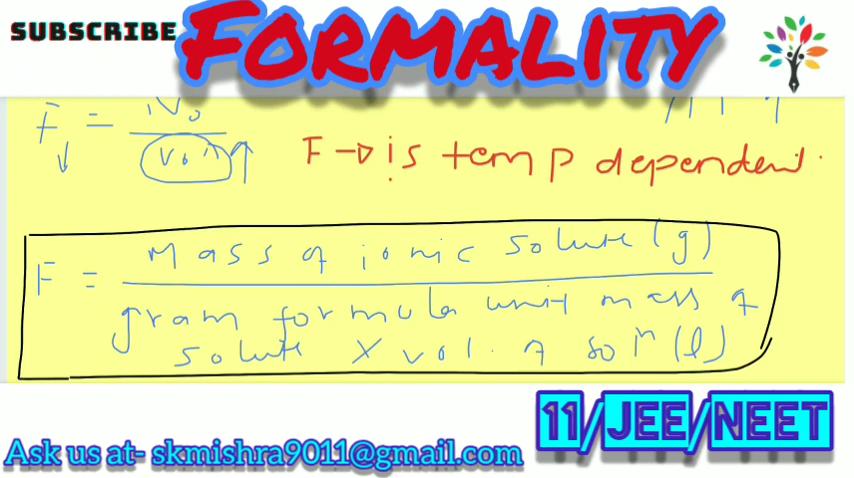 SUBSCRIBE
FORMALITY
F =
F → is temp dependent.
F = Mass of ionic solute (g)
gram formula unit mass of
solute X vol. of soln (l)
11/JEE/NEET
Ask us at- skmishra9011@gmail.com